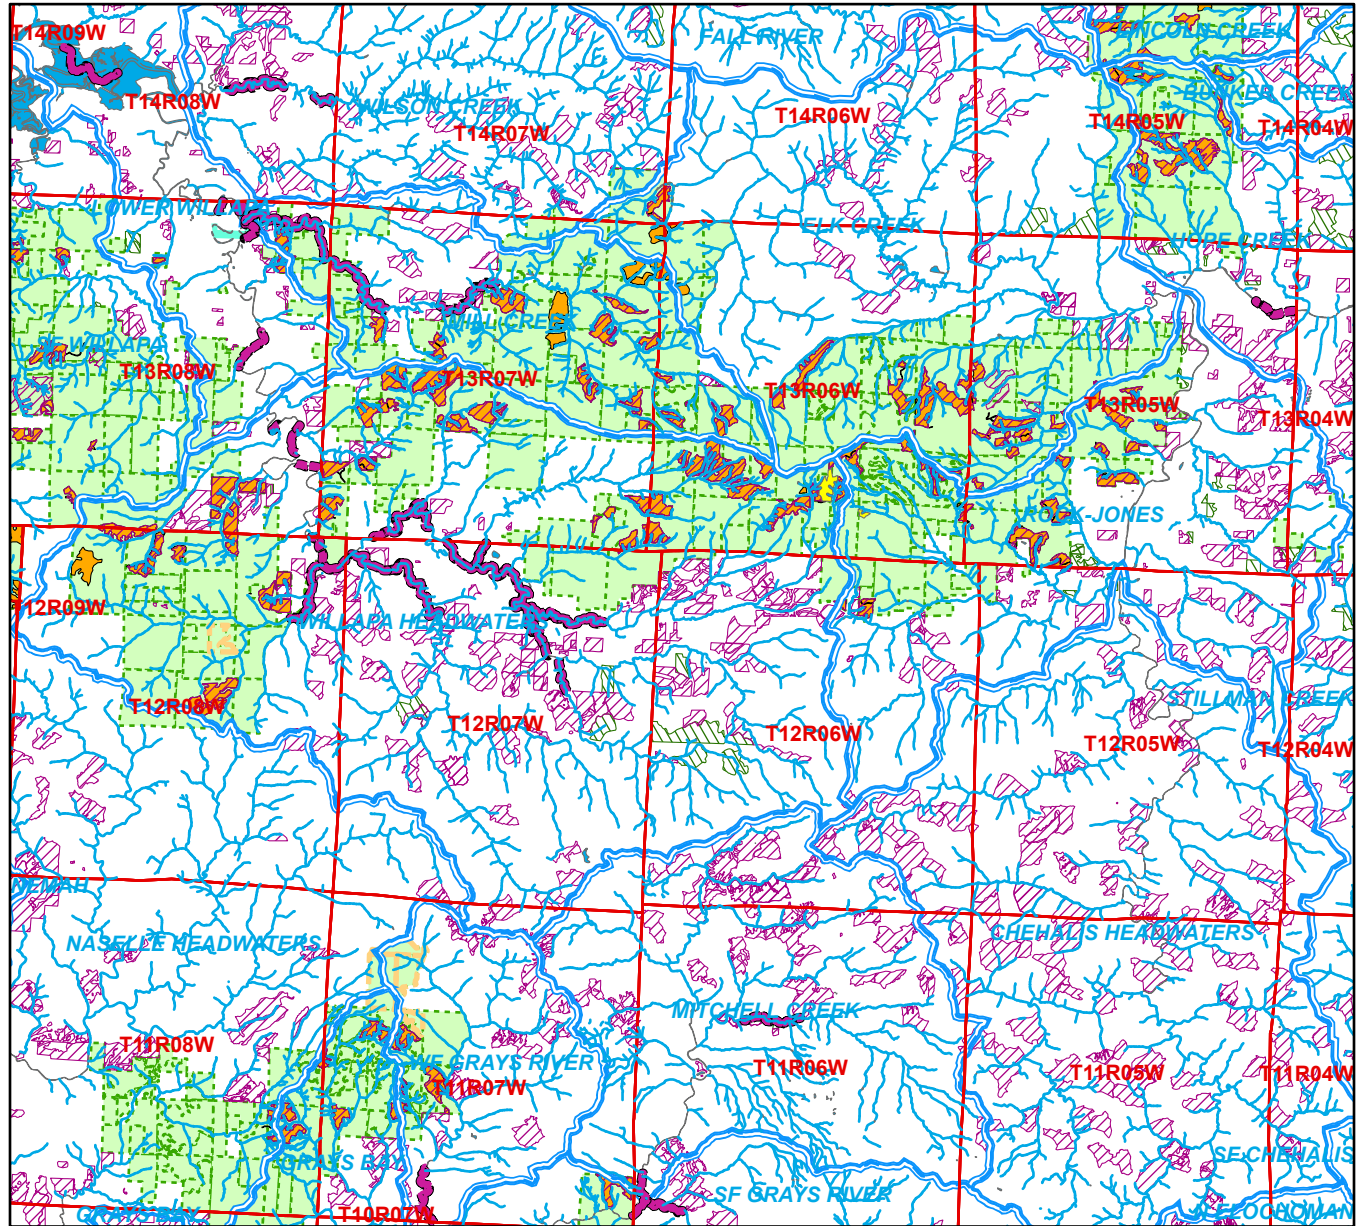 T14R09W
FALL RIVER
LINCOLN CREEK
T14R08W
WILSON CREEK
BUNKER CREEK
T14R07W
T14R06W
T14R05W
T14R04W
LOWER WILLAPA
ELK CREEK
HOPE CREEK
MILL CREEK
WILLAPA
T13R08W
T13R07W
T13R06W
T13R05W
T13R04W
ROCK-JONES
T12R09W
WILLAPA HEADWATERS
T12R08W
STILLMAN CREEK
T12R07W
T12R06W
T12R05W
T12R04W
NEMAH
NASELLE HEADWATERS
CHEHALIS HEADWATERS
MITCHELL CREEK
T11R08W
GRAYS RIVER
T11R07W
T11R06W
T11R05W
T11R04W
GRAYS BAY
SF CHEHALIS
SF GRAYS RIVER
GRAYS BAY
T10R07W
ELOCHOMAN